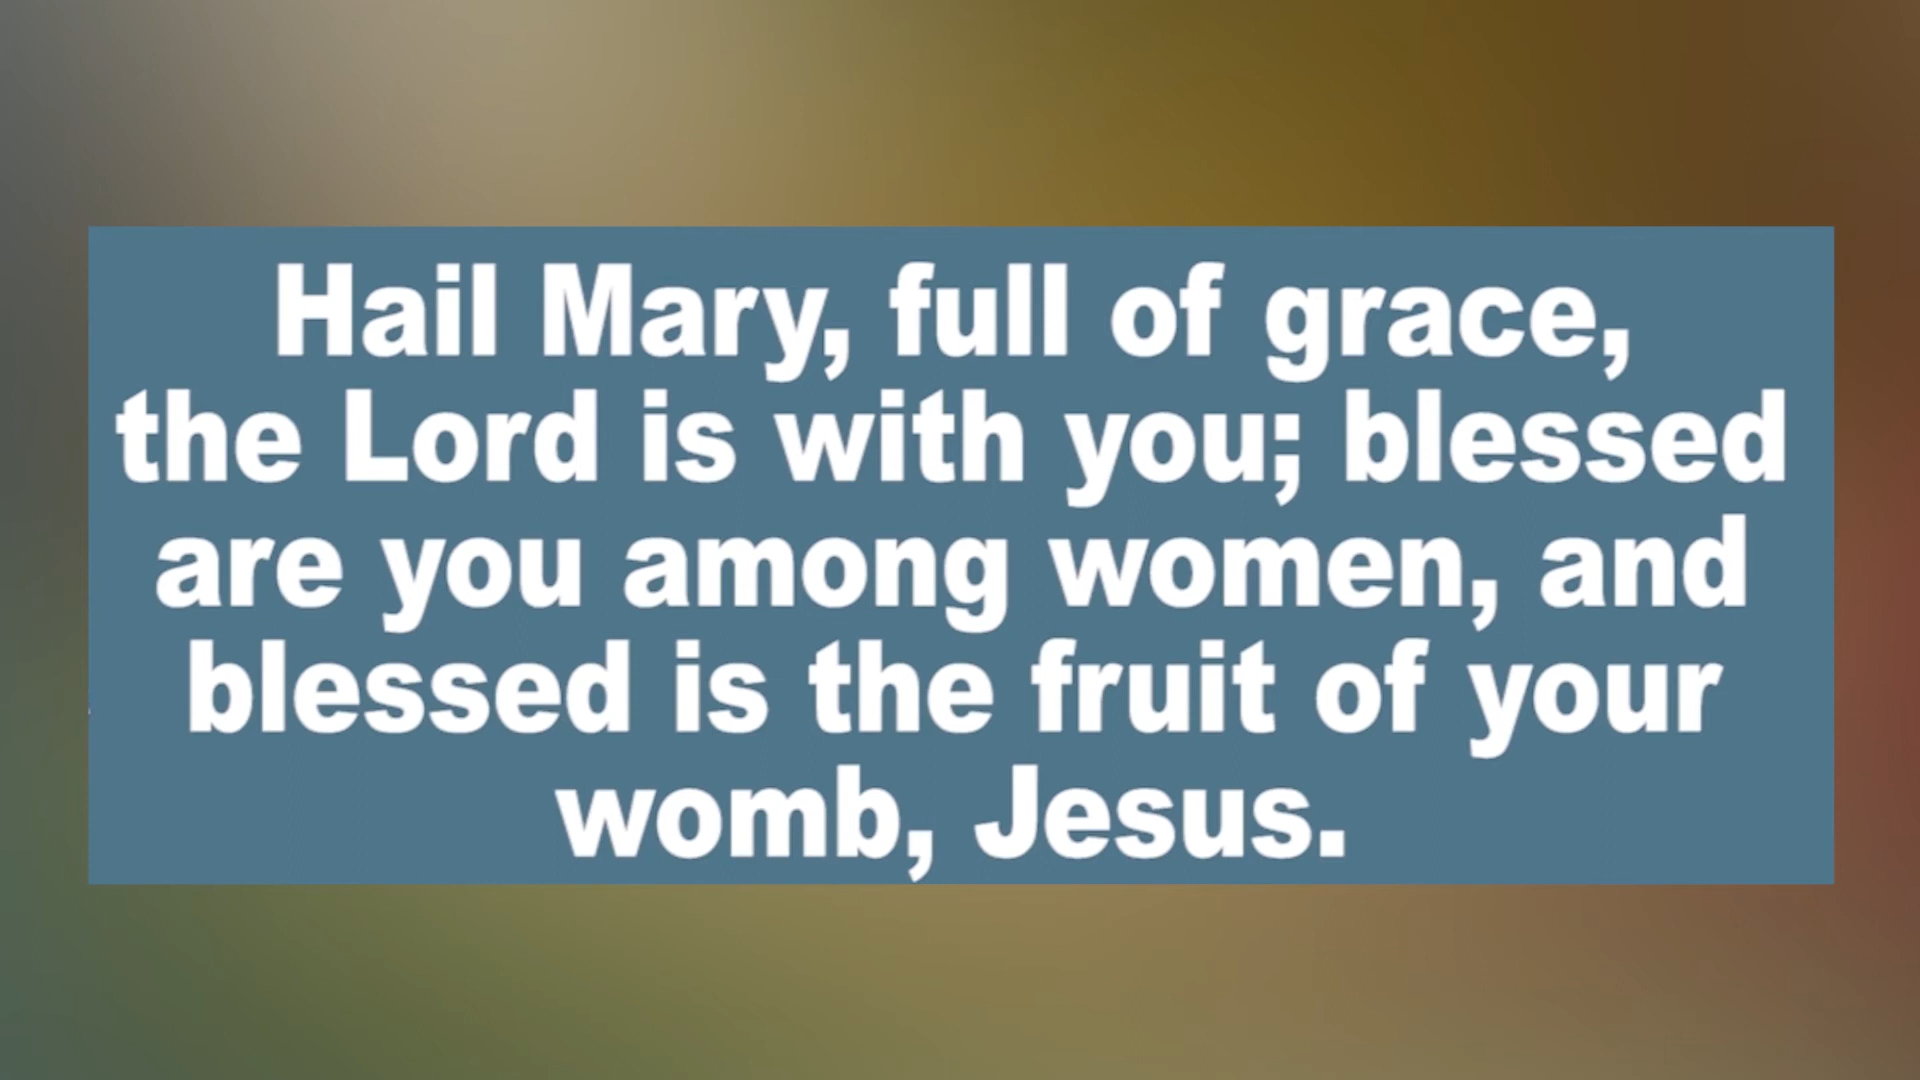 Hail Mary, full of grace,
the Lord is with you; blessed
are you among women, and
blessed is the fruit of your
womb, Jesus.